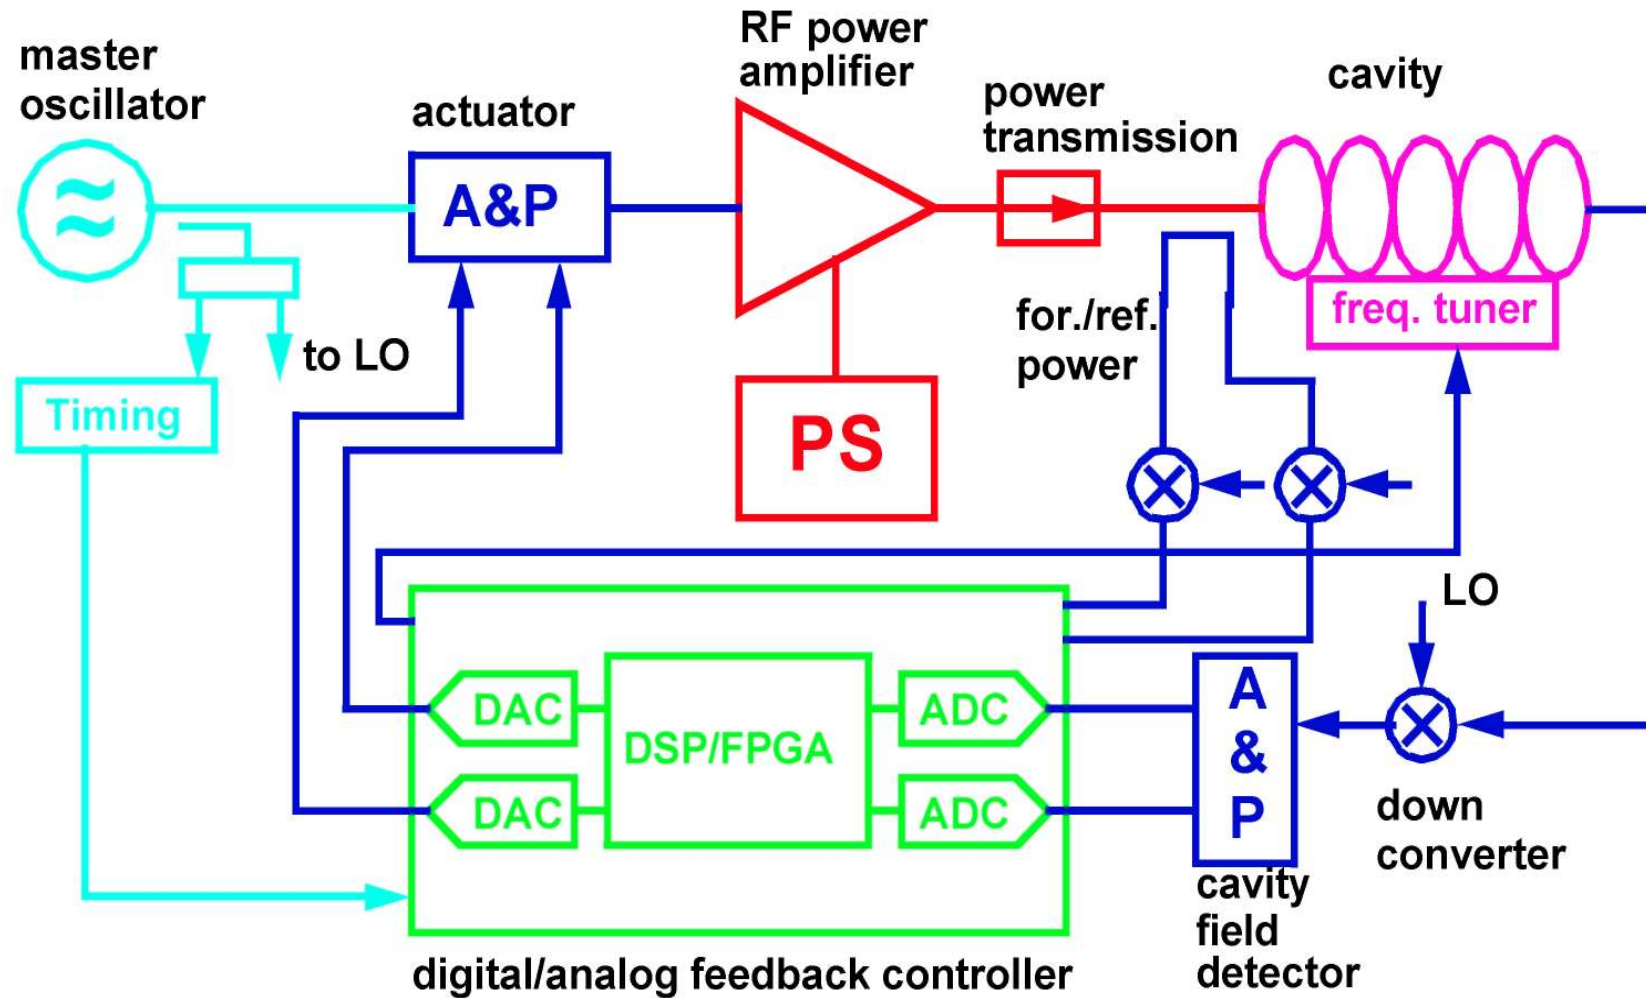 master
oscillator
actuator
RF power
amplifier
power
transmission
cavity
A&P
freq. tuner
for./ref.
power
to LO
Timing
PS
LO
DAC
DSP/FPGA
ADC
DAC
ADC
A
&
P
down
converter
cavity
field
detector
digital/analog feedback controller